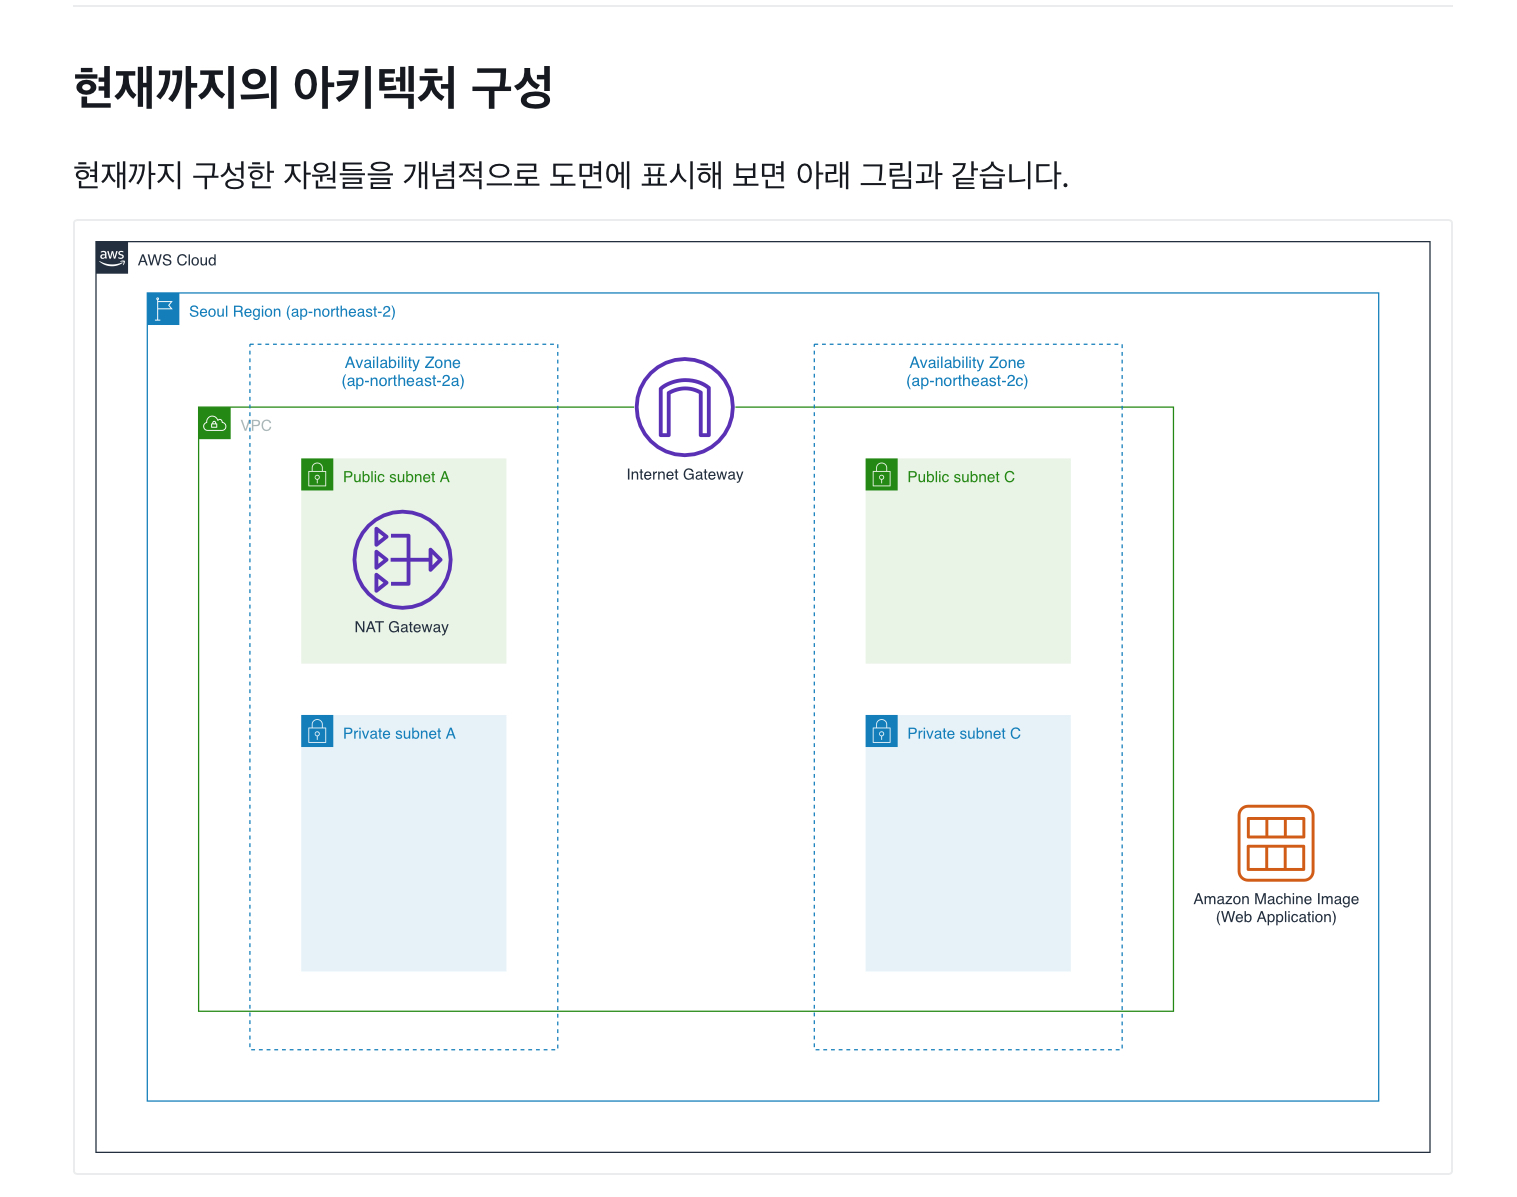 현재까지의 아키텍처 구성
현재까지 구성한 자원들을 개념적으로 도면에 표시해 보면 아래 그림과 같습니다.
aws
AWS Cloud
Seoul Region (ap-northeast-2)
Availability Zone
(ap-northeast-2a)
Availability Zone
(ap-northeast-2c)
VPC
Internet Gateway
Public subnet A
Public subnet C
NAT Gateway
Private subnet A
Private subnet C
Amazon Machine Image
(Web Application)